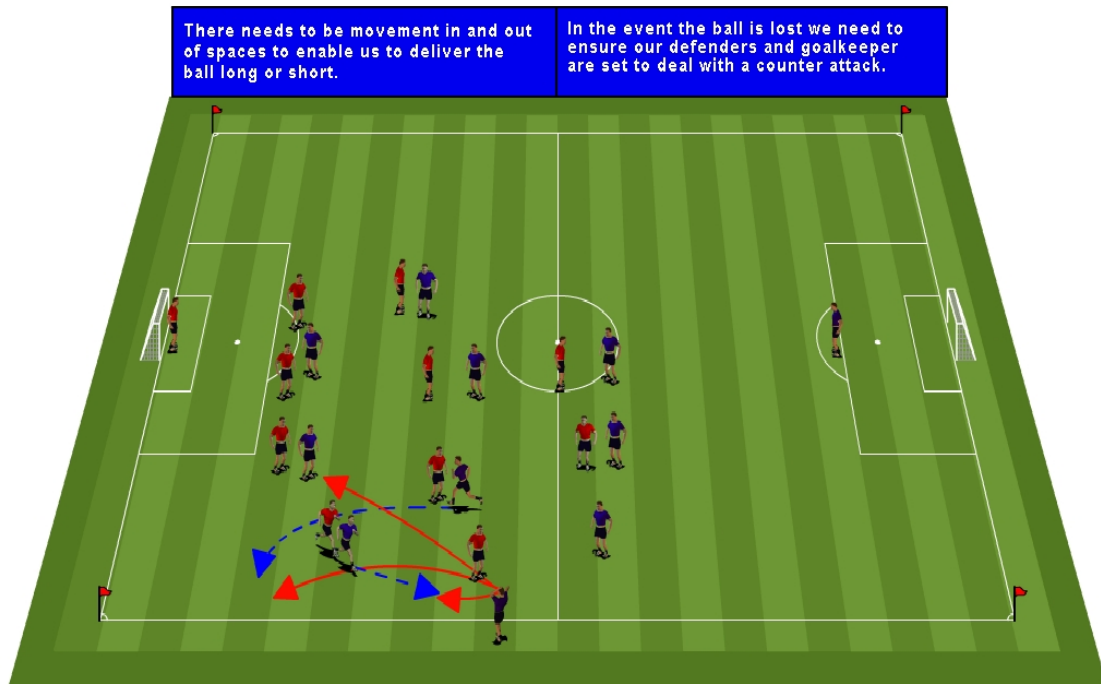 There needs to be movement in and out
of spaces to enable us to deliver the
ball long or short.
In the event the ball is lost we need to
ensure our defenders and goalkeeper
are set to deal with a counter attack.